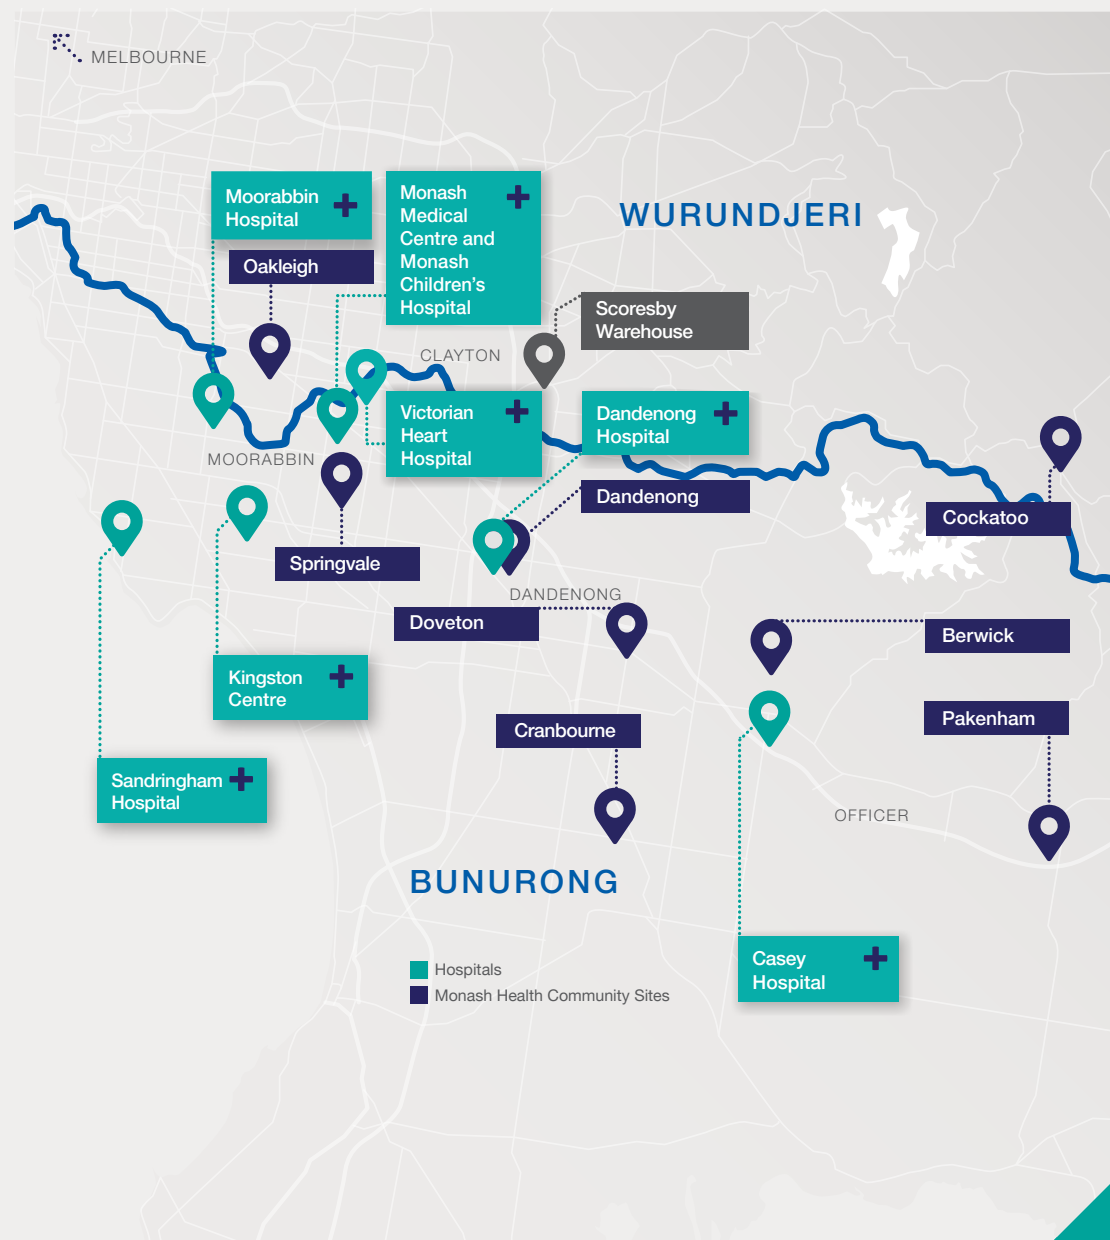 MELBOURNE
Moorabbin
Hospital
Monash
Medical
Centre and
Monash
Children’s
Hospital
WURUNDJERI
Oakleigh
Scoresby
Warehouse
CLAYTON
Victorian
Heart
Hospital
Dandenong
Hospital
MOORABBIN
Dandenong
Cockatoo
Springvale
DANDENONG
Doveton
Berwick
Kingston
Centre
Cranbourne
Pakenham
Sandringham
Hospital
OFFICER
BUNURONG
Casey
Hospital
Hospitals
Monash Health Community Sites